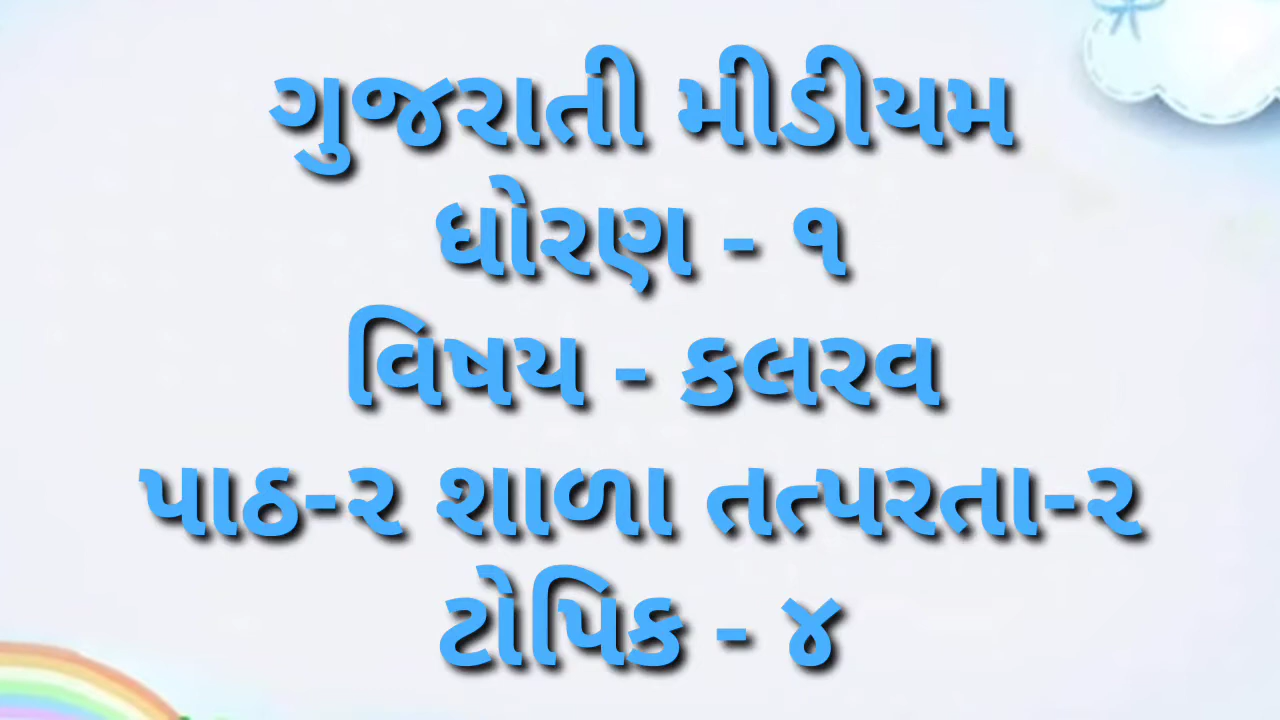 ગુજરાતી મીડીયમ
ધોરણ - ૧
વિષય - કલરવ
પાઠ-૨ શાળા તત્પરતા-૨
ટોપિક - ૪